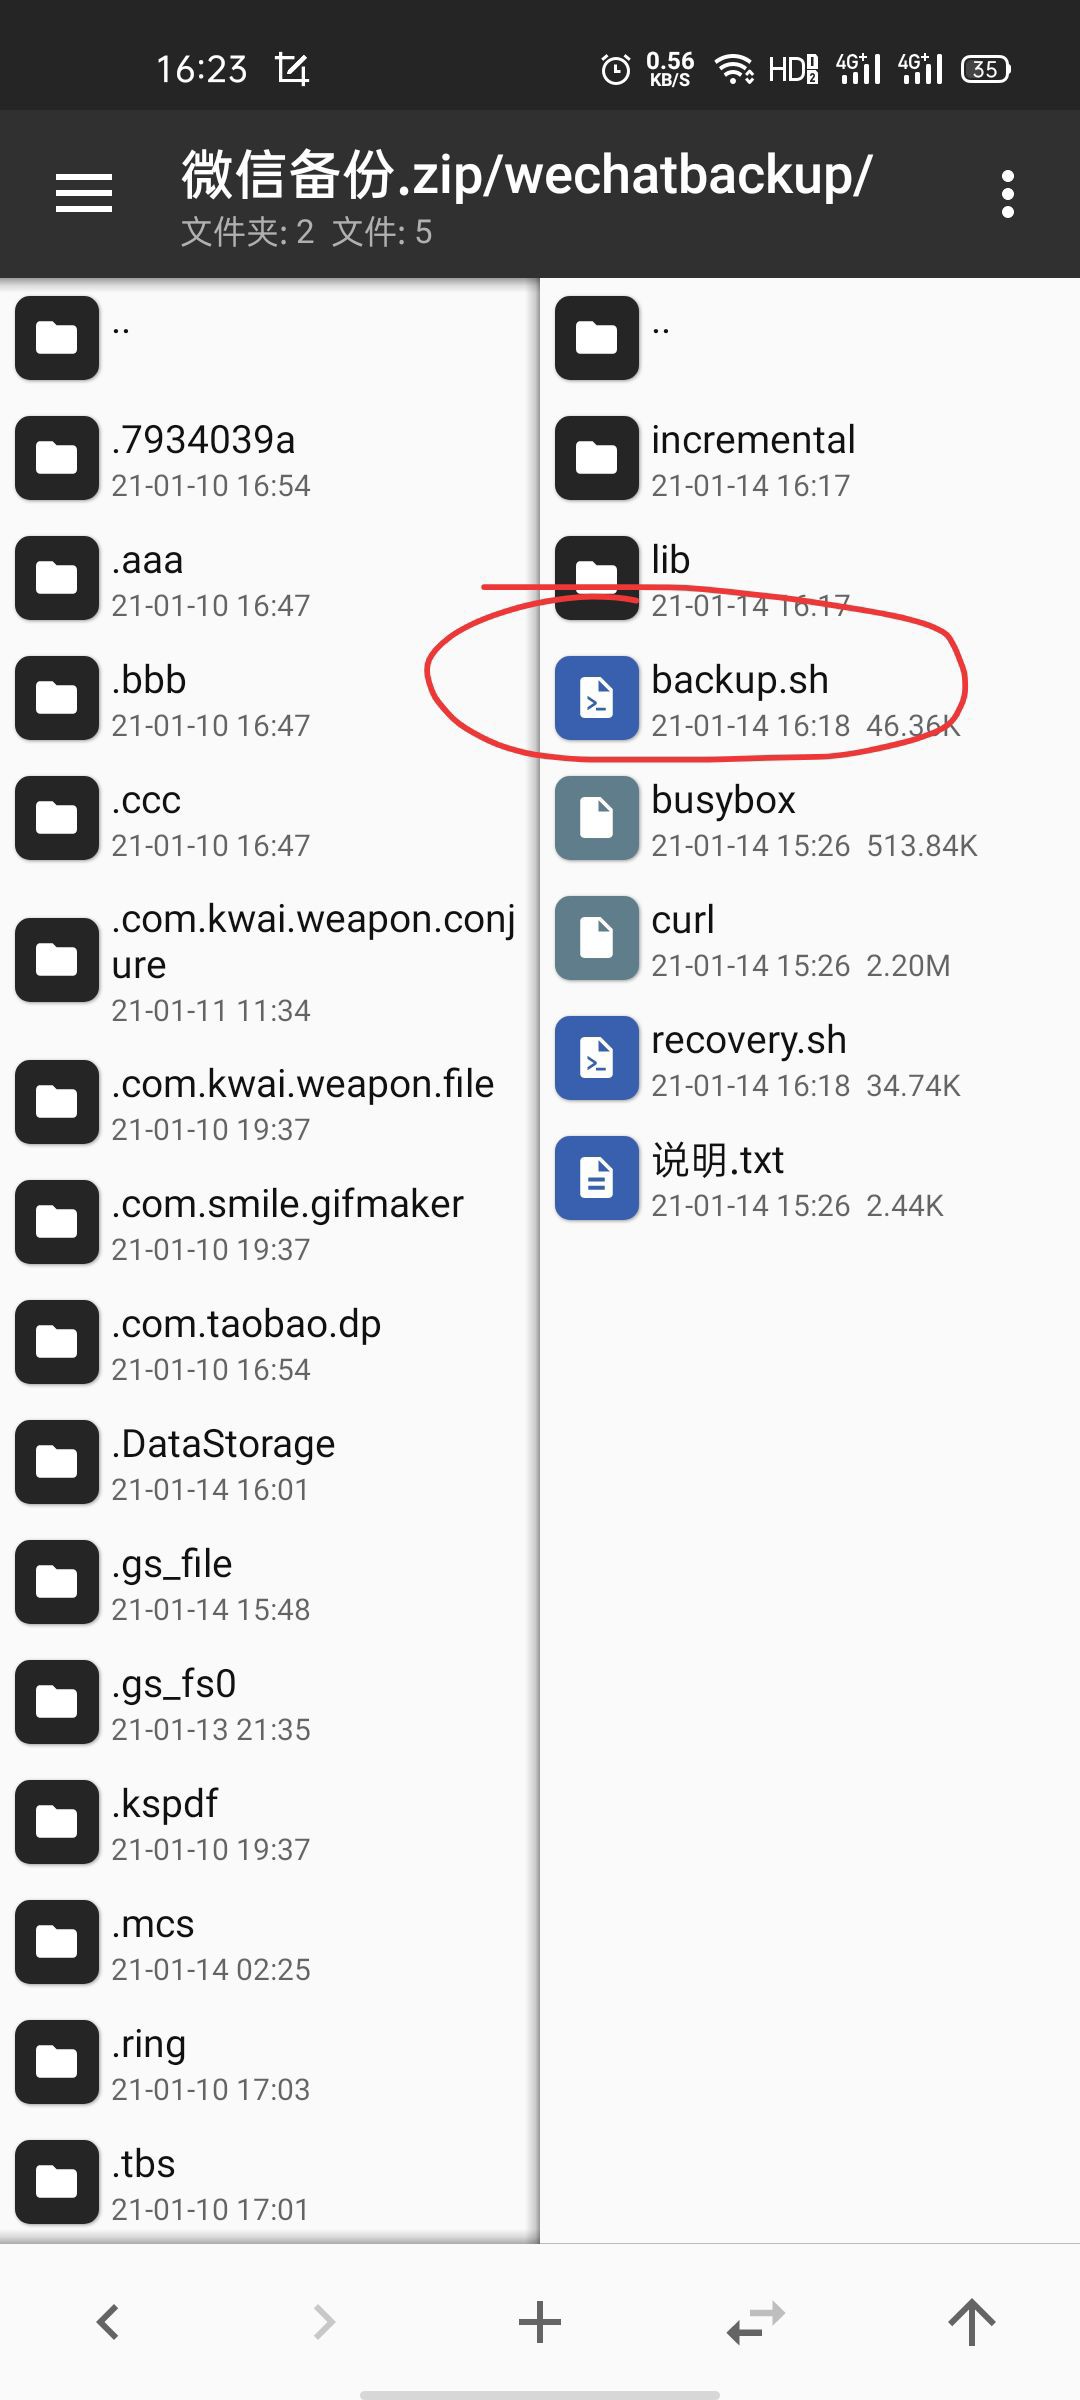 16:23
0.56
KB/S
HD 1 2
4G+
4G+
35
微信备份.zip/wechatbackup/
文件夹: 2 文件: 5
..
.7934039a
21-01-10 16:54
.aaa
21-01-10 16:47
.bbb
21-01-10 16:47
.ccc
21-01-10 16:47
.com.kwai.weapon.conj
ure
21-01-11 11:34
.com.kwai.weapon.file
21-01-10 19:37
.com.smile.gifmaker
21-01-10 19:37
.com.taobao.dp
21-01-10 16:54
.DataStorage
21-01-14 16:01
.gs_file
21-01-14 15:48
.gs_fs0
21-01-13 21:35
.kspdf
21-01-10 19:37
.mcs
21-01-14 02:25
.ring
21-01-10 17:03
.tbs
21-01-10 17:01
..
incremental
21-01-14 16:17
lib
21-01-14 16:17
backup.sh
21-01-14 16:18 46.36K
busybox
21-01-14 15:26 513.84K
curl
21-01-14 15:26 2.20M
recovery.sh
21-01-14 16:18 34.74K
说明.txt
21-01-14 15:26 2.44K